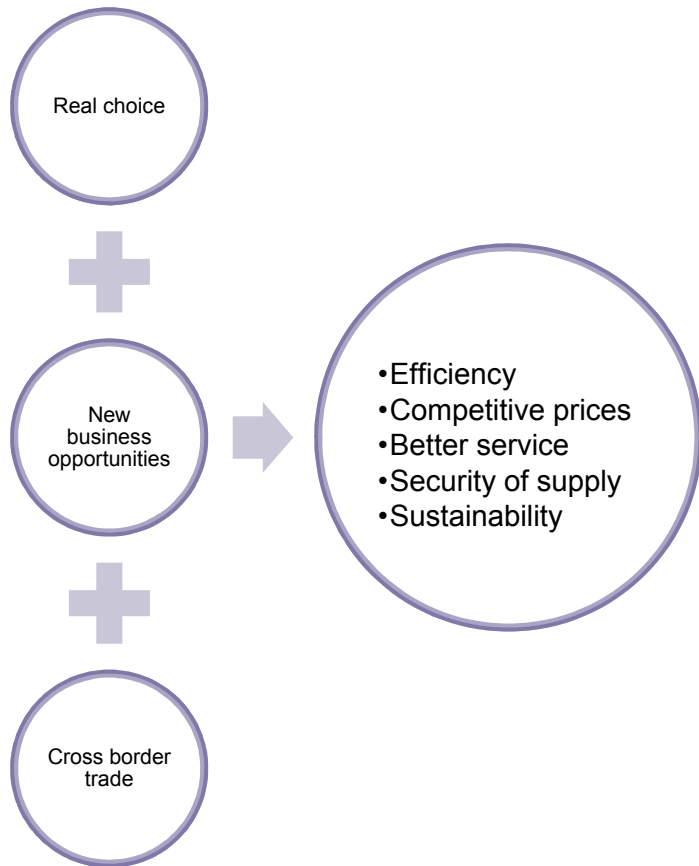 Real choice
New
business
opportunities
•Efficiency
•Competitive prices
•Better service
•Security of supply
•Sustainability
Cross border
trade